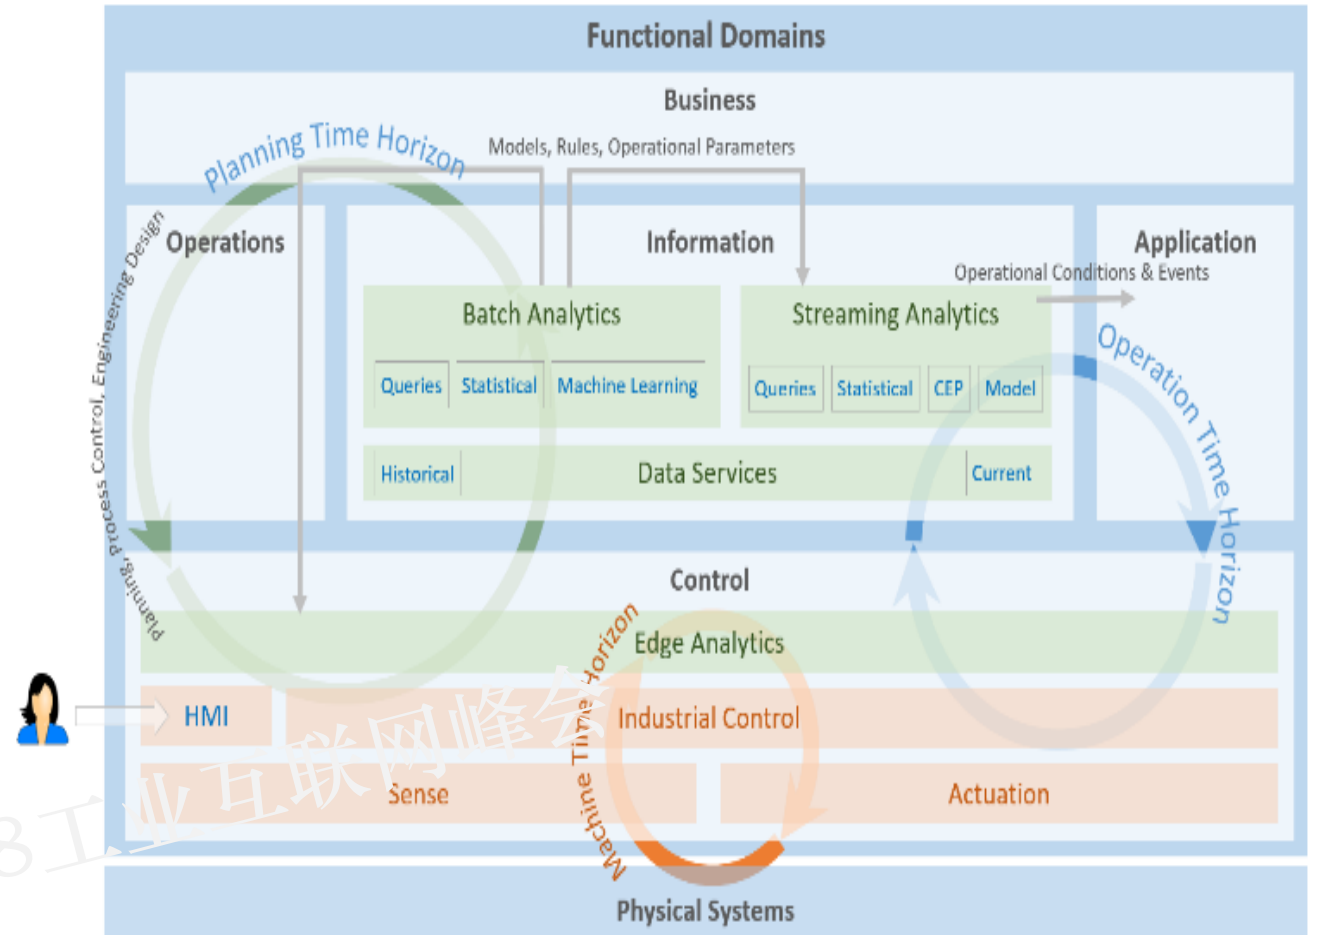 Functional Domains
Business
Planning Time Horizon
Models, Rules, Operational Parameters
Operations
Information
Application
Operational Conditions & Events
Planning, Process Control, Engineering Design
Batch Analytics
Streaming Analytics
Queries
Statistical
Machine Learning
Queries
Statistical
CEP
Model
Operation Time Horizon
Historical
Data Services
Current
Control
Edge Analytics
Machine Time Horizon
HMI
Industrial Control
Sense
Actuation
8工业互联网峰会
Physical Systems